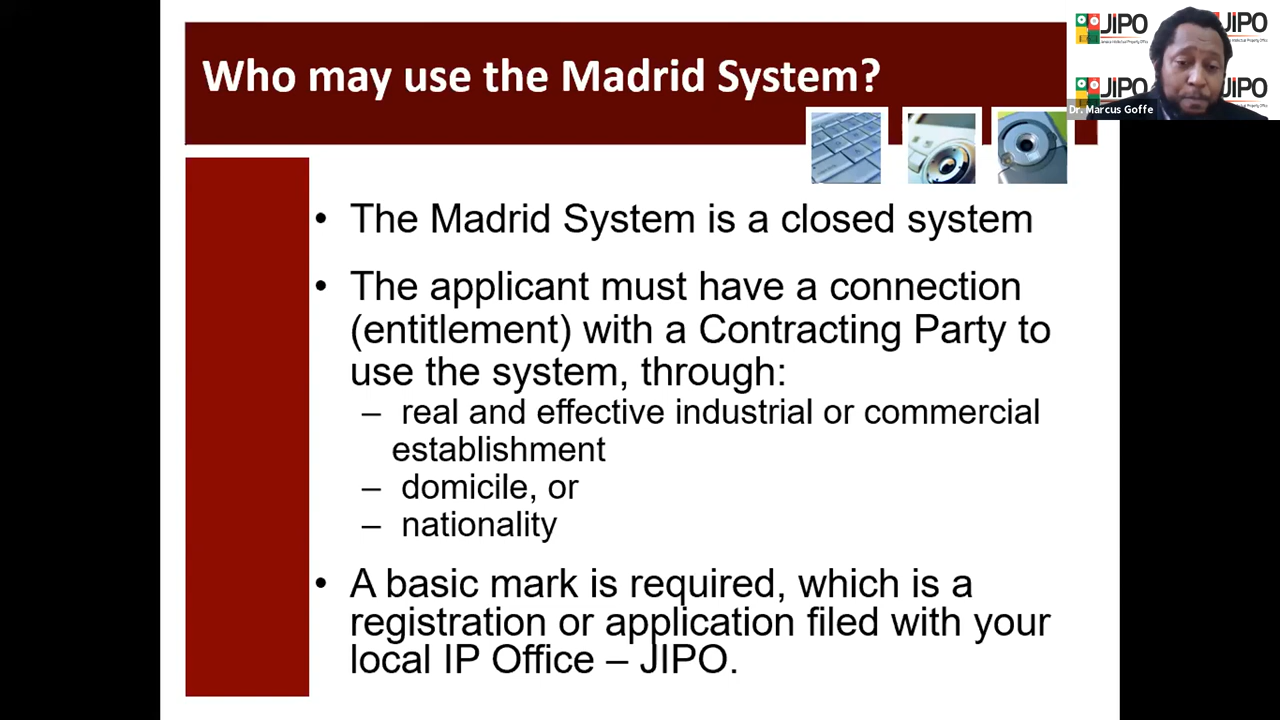 Who may use the Madrid System?
JIPO
JIPO
JIPO
JIPO
Dr. Marcus Goffe
• The Madrid System is a closed system
• The applicant must have a connection
(entitlement) with a Contracting Party to
use the system, through:
– real and effective industrial or commercial
establishment
– domicile, or
– nationality
• A basic mark is required, which is a
registration or application filed with your
local IP Office – JIPO.